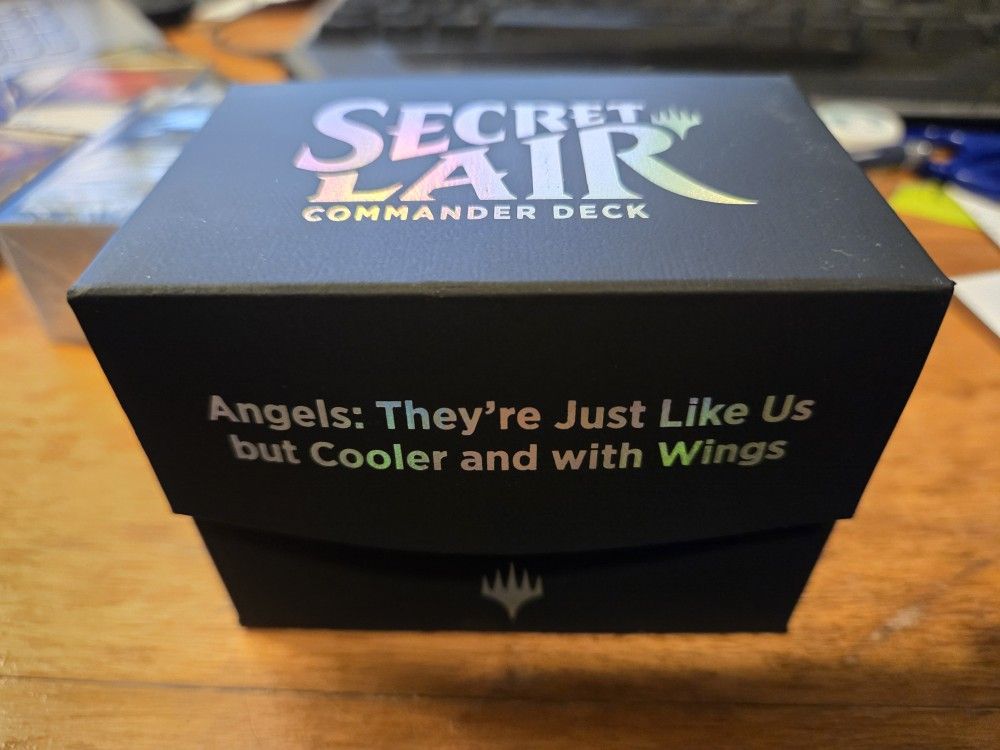 SECRET
LAIR
COMMANDER DECK
Angels: They're Just Like Us
but Cooler and with Wings